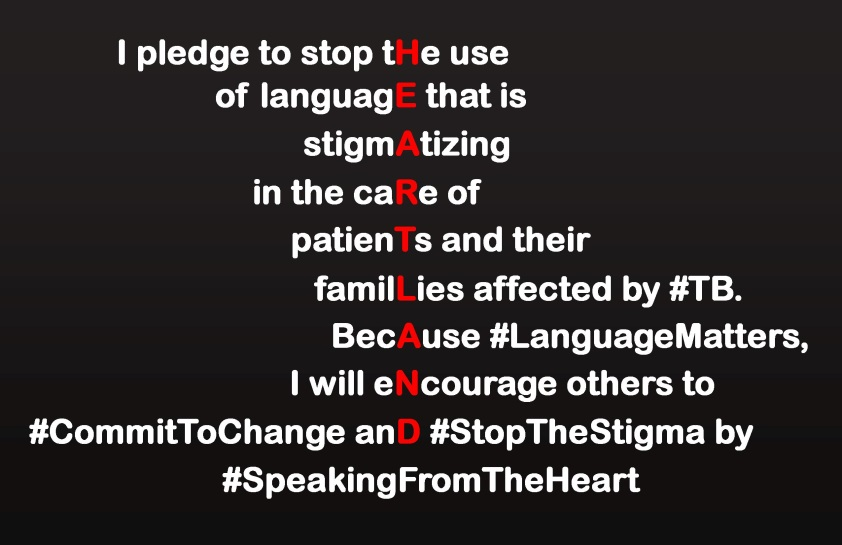 I pledge to stop tHe use
of languagE that is
stigmAtizing
in the caRe of
patienTs and their
familLies affected by #TB.
BecAuse #LanguageMatters,
I will eNcourage others to
#CommitToChange anD #StopTheStigma by
#SpeakingFromTheHeart